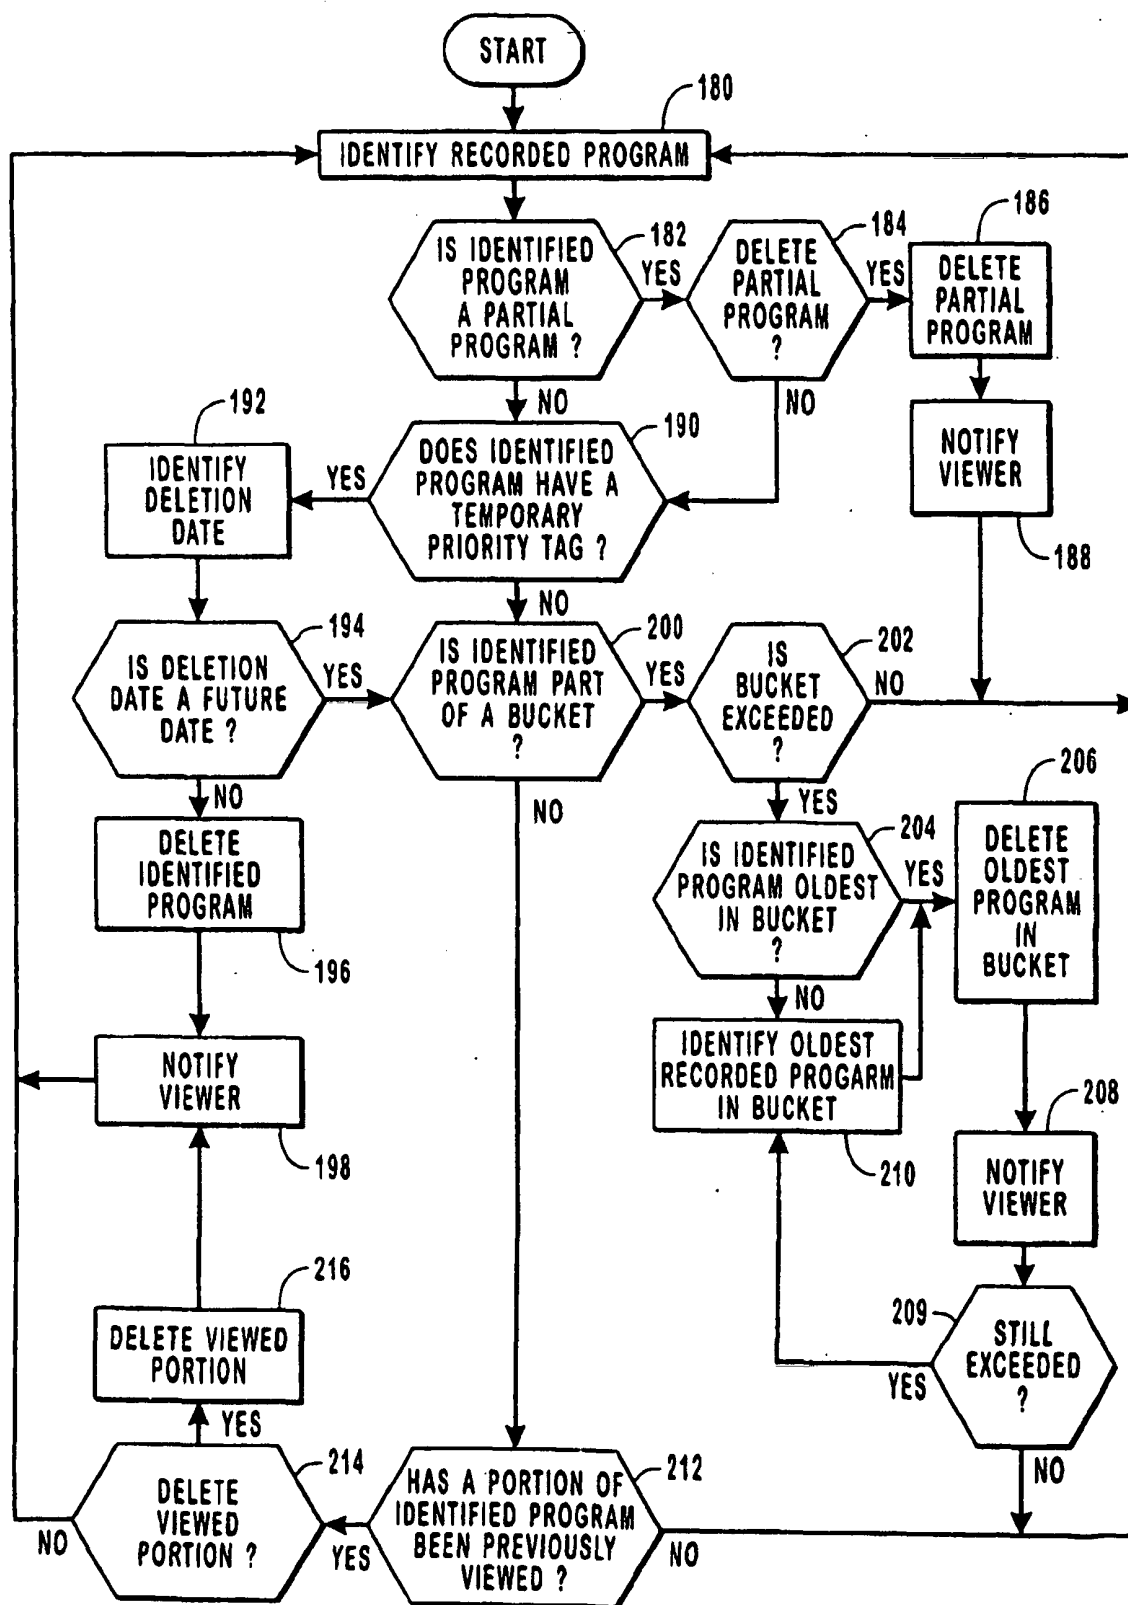 START
180
IDENTIFY RECORDED PROGRAM
IS IDENTIFIED
PROGRAM
A PARTIAL
PROGRAM ?
182
YES
NO
DELETE
PARTIAL
PROGRAM
?
184
YES
NO
186
DELETE
PARTIAL
PROGRAM
NOTIFY
VIEWER
188
DOES IDENTIFIED
PROGRAM HAVE A
TEMPORARY
PRIORITY TAG ?
190
YES
NO
192
IDENTIFY
DELETION
DATE
IS DELETION
DATE A FUTURE
DATE ?
194
YES
NO
DELETE
IDENTIFIED
PROGRAM
196
NOTIFY
VIEWER
198
IS IDENTIFIED
PROGRAM PART
OF A BUCKET
?
200
YES
NO
IS
BUCKET
EXCEEDED
?
202
NO
YES
IS IDENTIFIED
PROGRAM OLDEST
IN BUCKET
?
204
YES
NO
206
DELETE
OLDEST
PROGRAM
IN
BUCKET
208
NOTIFY
VIEWER
209
STILL
EXCEEDED
?
YES
NO
IDENTIFY OLDEST
RECORDED PROGARM
IN BUCKET
210
HAS A PORTION OF
IDENTIFIED PROGRAM
BEEN PREVIOUSLY
VIEWED ?
212
YES
NO
DELETE
VIEWED
PORTION ?
214
YES
NO
216
DELETE VIEWED
PORTION